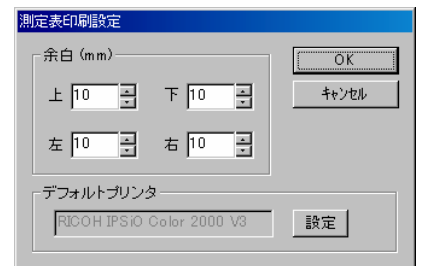 測定表印刷設定
余白 (mm)
上 10 下 10
左 10 右 10
OK
キャンセル
デフォルトプリンタ
RICOH IPSiO Color 2000 V3
設定